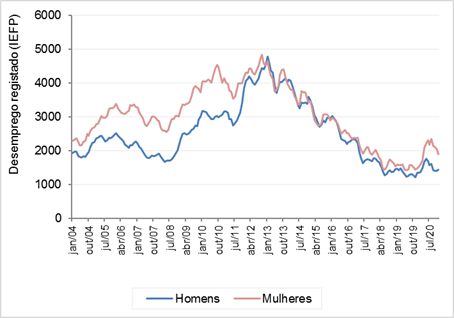 Desemprego registado (IEFP)
6000
5000
4000
3000
2000
1000
0
jan/04
out/04
jul/05
abr/06
jan/07
out/07
jul/08
abr/09
jan/10
out/10
jul/11
abr/12
jan/13
out/13
jul/14
abr/15
jan/16
out/16
jul/17
abr/18
jan/19
out/19
jul/20
Homens Mulheres